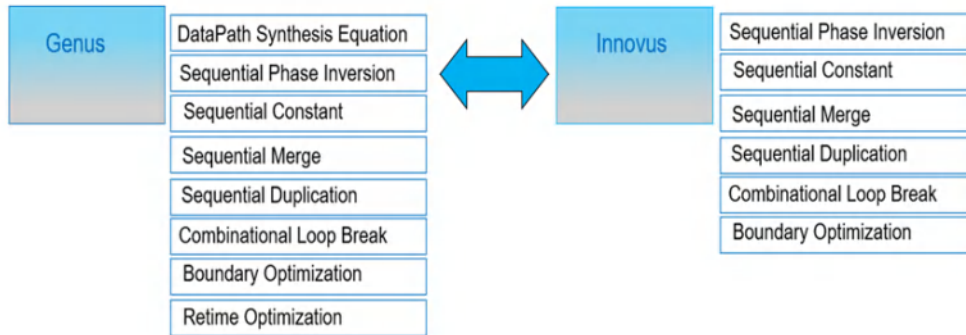 Genus
DataPath Synthesis Equation
Sequential Phase Inversion
Sequential Constant
Sequential Merge
Sequential Duplication
Combinational Loop Break
Boundary Optimization
Retime Optimization
Innovus
Sequential Phase Inversion
Sequential Constant
Sequential Merge
Sequential Duplication
Combinational Loop Break
Boundary Optimization